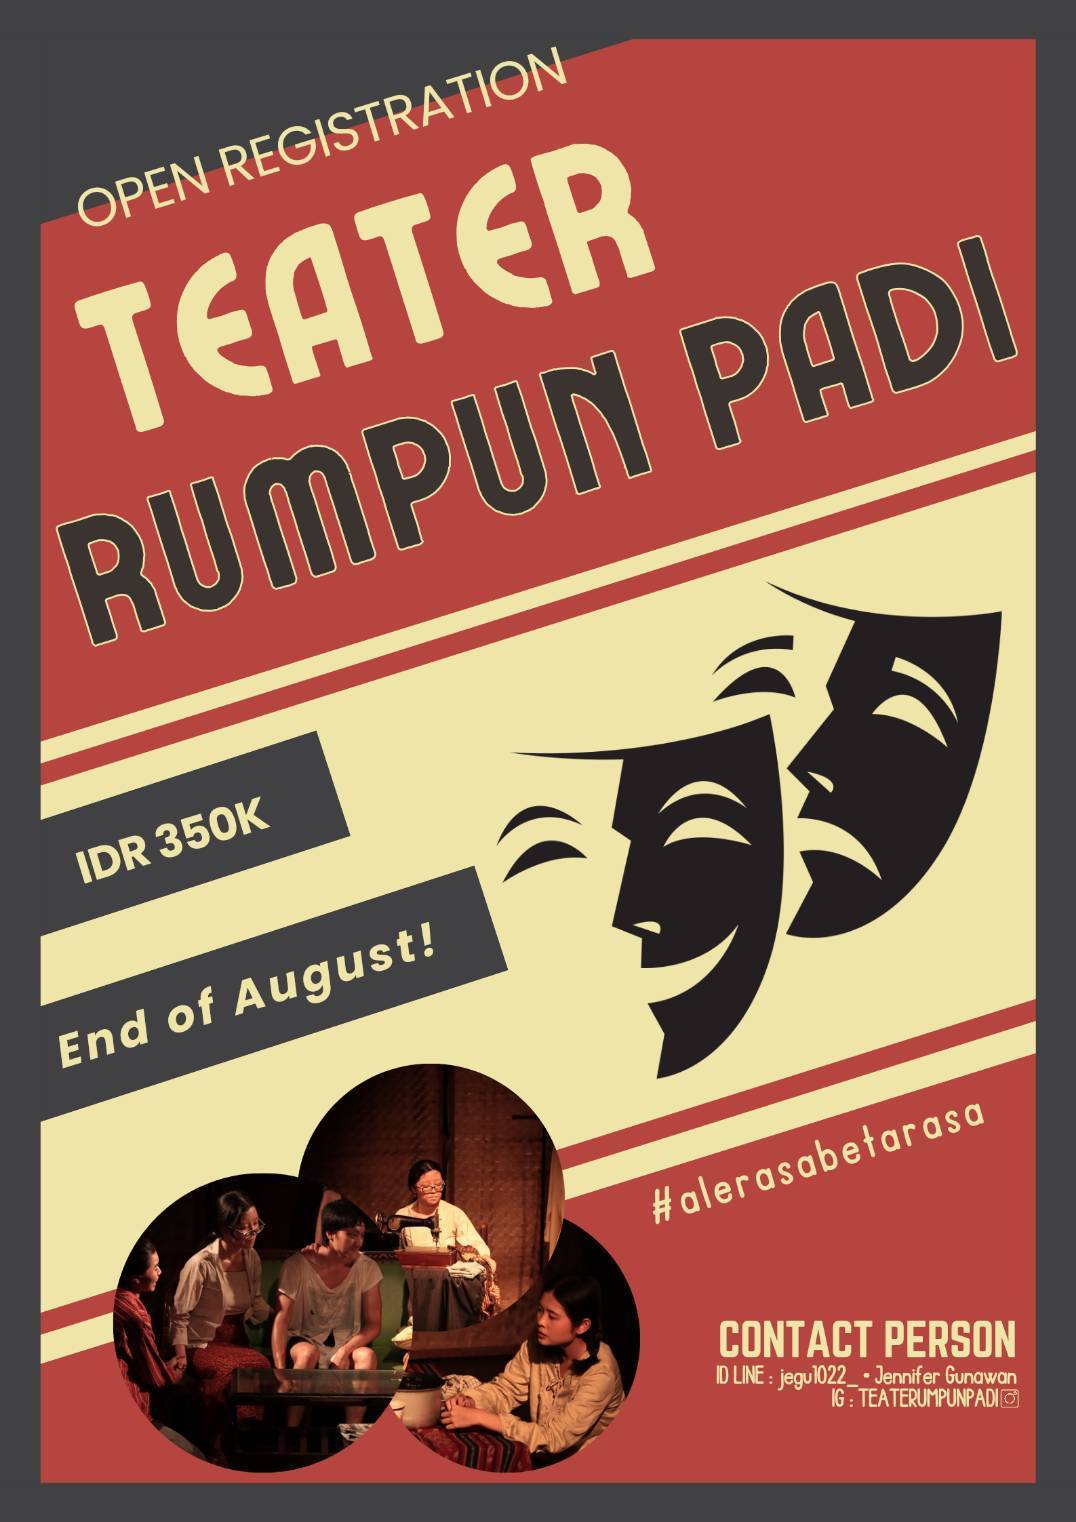 OPEN REGISTRATION
TEATER
RUMPUN PADI
IDR 350K
End of August!
#alerasabetarasa
CONTACT PERSON
ID LINE : jegu1022_ • Jennifer Gunawan
IG : TEATERUMPUNPADI